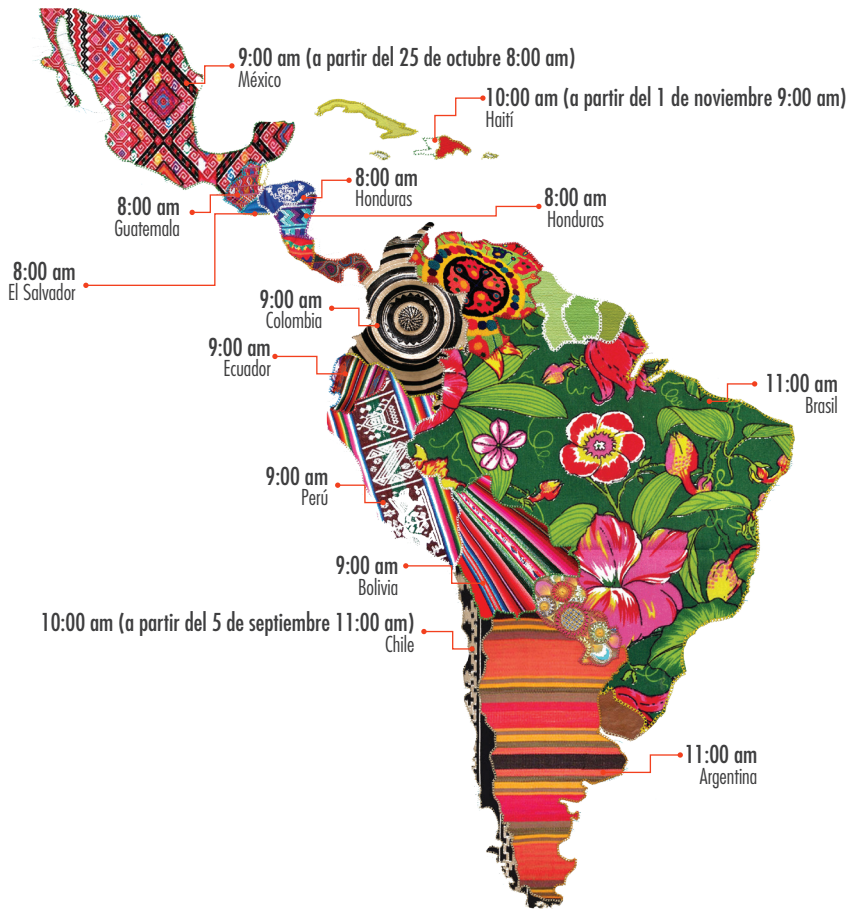 9:00 am (a partir del 25 de octubre 8:00 am)
México
10:00 am (a partir del 1 de noviembre 9:00 am)
Haití
8:00 am
Honduras
8:00 am
Guatemala
8:00 am
Honduras
8:00 am
El Salvador
9:00 am
Colombia
9:00 am
Ecuador
11:00 am
Brasil
9:00 am
Perú
9:00 am
Bolivia
10:00 am (a partir del 5 de septiembre 11:00 am)
Chile
11:00 am
Argentina